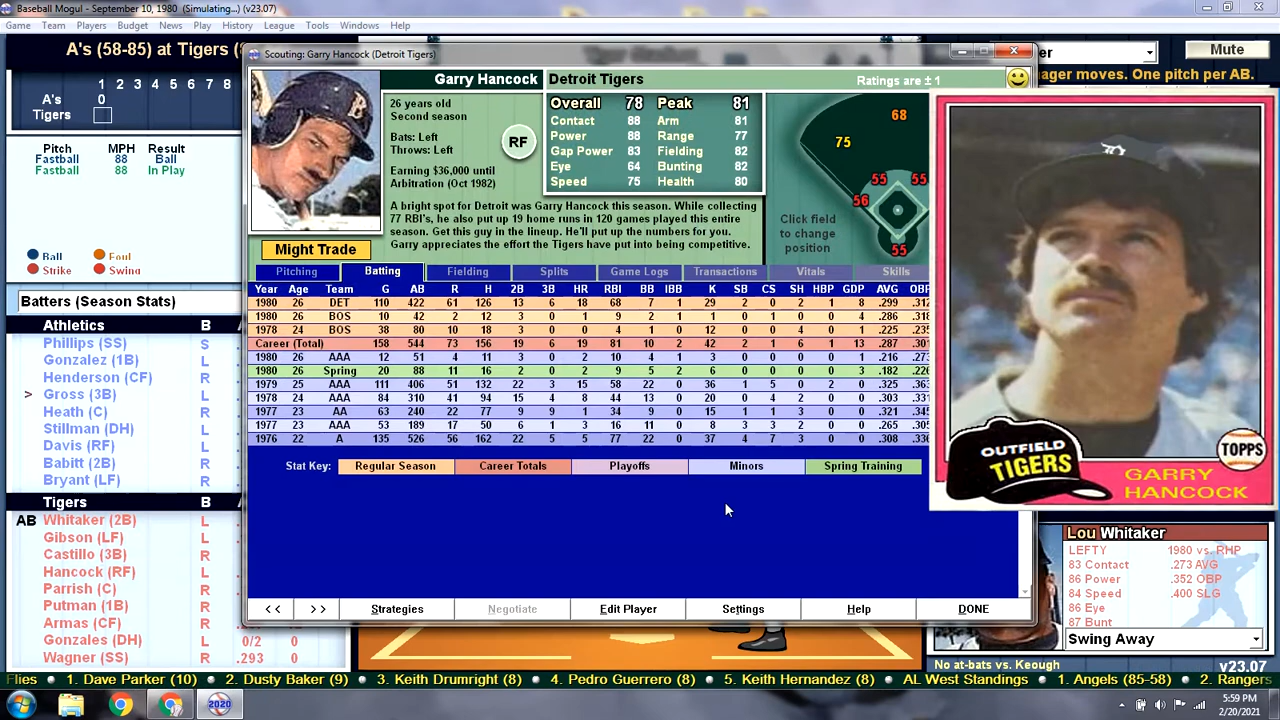 Baseball Mogul - September 10, 1980 (Simulating...) (v23.07)
Game Team Players Budget News Play History League Tools Windows Help
A's (58-85) at Tigers (
1 2 3 4 5 6 7 8
A's 0
Tigers
Pitch MPH Result
Fastball 88 Ball
Fastball 88 In Play
Ball Foul
Strike Swing
Batters (Season Stats)
Athletics B
Phillips (SS) S
Gonzalez (1B) L
Henderson (CF) R
> Gross (3B) L
Heath (C) R
Stillman (DH) L
Davis (RF) R
Babitt (2B) R
Bryant (LF) L
Tigers B
AB Whitaker (2B) L
Gibson (LF) L
Castillo (3B) R
Hancock (RF) L
Parrish (C) R
Putman (1B) L
Armas (CF) R
Gonzales (DH) L 0/2 0
Wagner (SS) R .293 0
Scouting: Garry Hancock (Detroit Tigers)
Garry Hancock
26 years old
Second season
Bats: Left
Throws: Left
Earning $36,000 until
Arbitration (Oct 1982)
RF
Detroit Tigers Ratings are ± 1
Overall 78 Peak 81
Contact 88 Arm 81
Power 88 Range 77
Gap Power 83 Fielding 82
Eye 64 Bunting 82
Speed 75 Health 80
A bright spot for Detroit was Garry Hancock this season. While collecting
77 RBI's, he also put up 19 home runs in 120 games played this entire
season. Get this guy in the lineup. He'll put up the numbers for you.
Garry appreciates the effort the Tigers have put into being competitive.
Might Trade
68
75
55 55
56
55
Click field
to change
position
Pitching Batting Fielding Splits Game Logs Transactions Vitals Skills
Year Age Team G AB R H 2B 3B HR RBI BB IBB K SB CS SH HBP GDP AVG OBP
1980 26 DET 110 422 61 126 13 6 18 68 7 1 29 2 0 2 1 8 .299 .312
1980 26 BOS 10 42 2 12 3 0 1 9 2 1 1 0 1 0 0 4 .286 .318
1978 24 BOS 38 80 10 18 3 0 0 4 1 0 12 0 0 4 0 1 .225 .235
Career (Total) 158 544 73 156 19 6 19 81 10 2 42 2 1 6 1 13 .287 .301
1980 26 AAA 12 51 4 11 3 0 2 10 4 1 3 0 0 0 0 1 .216 .273
1980 26 Spring 20 88 11 16 2 0 2 9 5 2 6 0 0 0 0 3 .182 .226
1979 25 AAA 111 406 51 132 22 3 15 58 22 0 36 1 5 0 2 0 .325 .363
1978 24 AAA 84 310 41 94 15 4 8 44 13 0 20 0 4 2 0 0 .303 .331
1977 23 AA 63 240 22 77 9 0 9 34 9 0 15 1 1 3 0 0 .321 .345
1977 23 AAA 53 189 17 50 6 1 3 16 11 0 8 3 3 2 0 0 .265 .305
1976 22 A 135 526 56 162 22 5 5 77 22 0 37 4 7 3 0 0 .308 .336
Stat Key: Regular Season Career Totals Playoffs Minors Spring Training
<< >> Strategies Negotiate Edit Player Settings Help DONE
Mute
nager moves. One pitch per AB.
OUTFIELD
TIGERS
TOPPS
GARRY
HANCOCK
Lou Whitaker
LEFTY 1980 vs. RHP
83 Contact .273 AVG
86 Power .352 OBP
84 Speed .400 SLG
86 Eye
87 Bunt
Swing Away
No at-bats vs. Keough v23.07
Flies 1. Dave Parker (10) 2. Dusty Baker (9) 3. Keith Drumright (8) 4. Pedro Guerrero (8) 5. Keith Hernandez (8) AL West Standings 1. Angels (85-58) 2. Rangers
2020
5:59 PM
2/20/2021